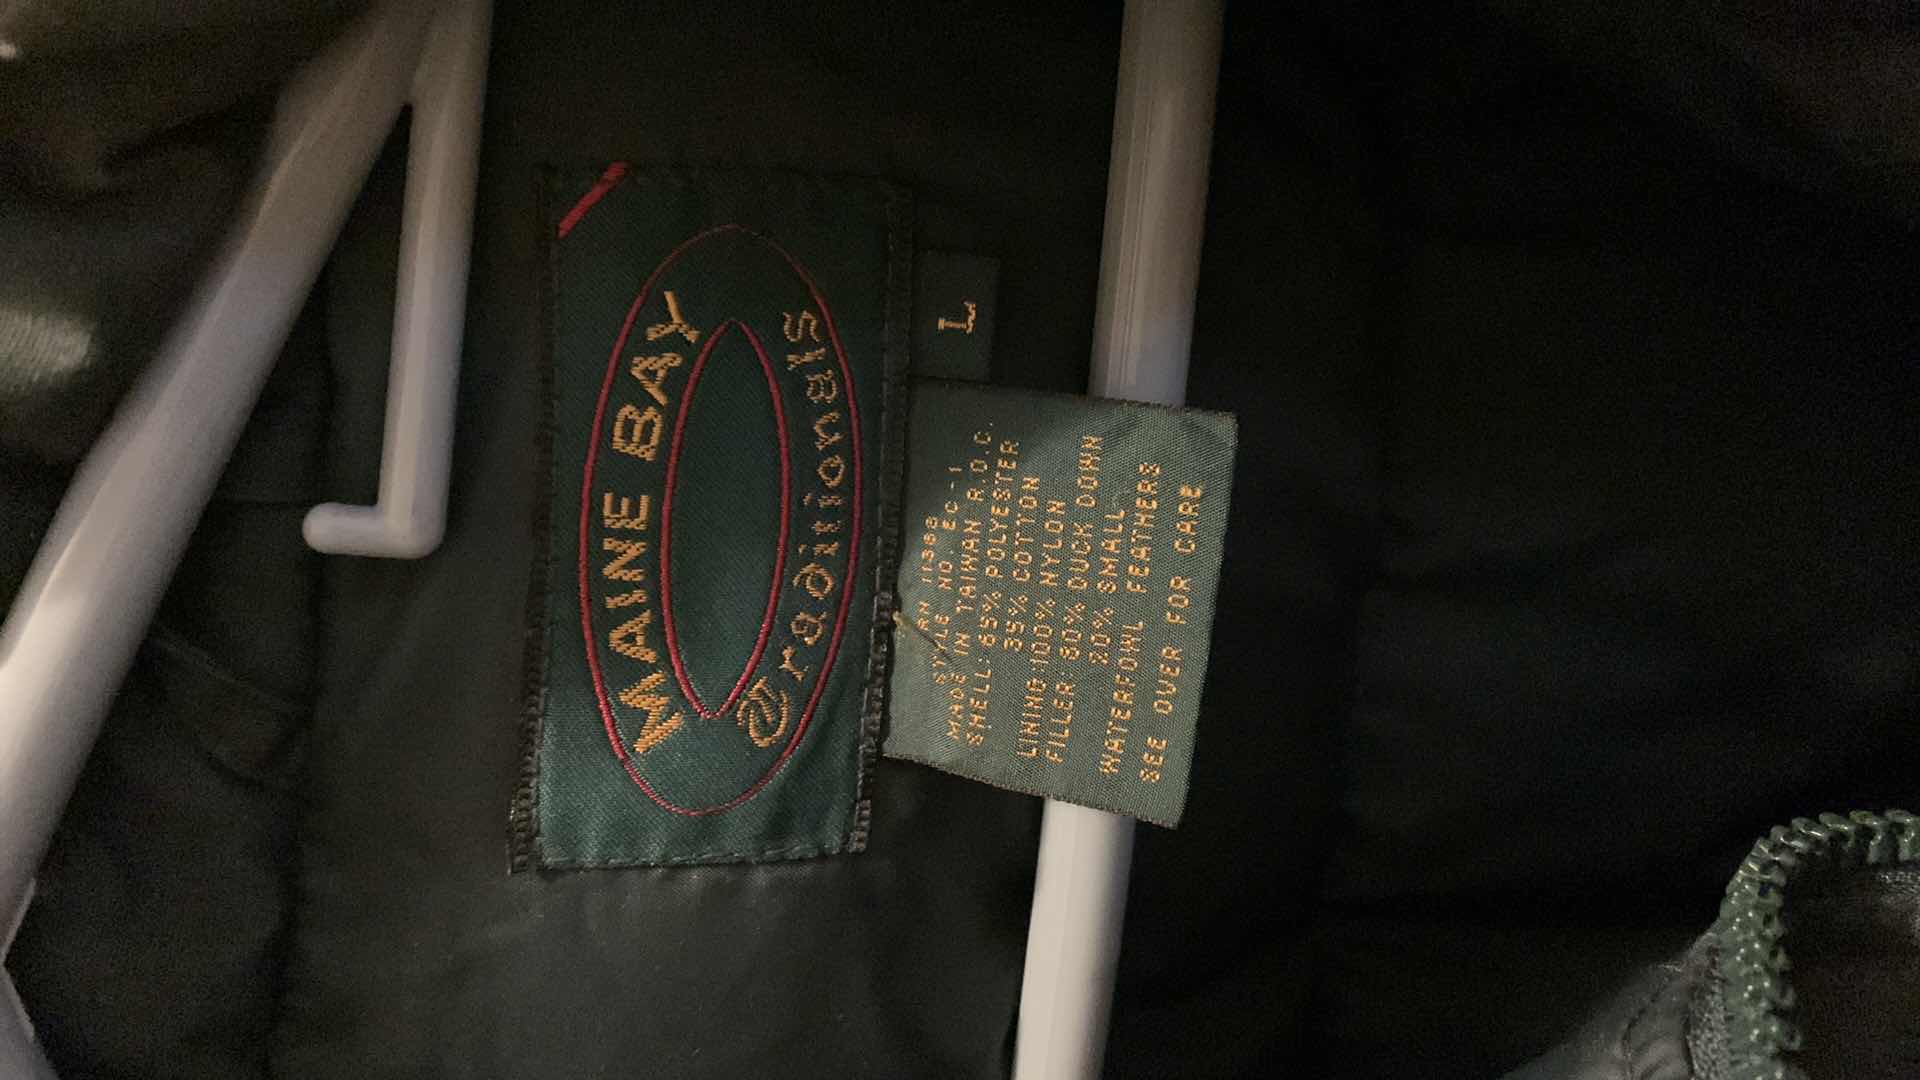 MAINE BAY
Traditionals
L
RN 11388
STYLE NO. EC-1
MADE IN TAIWAN R.O.C.
SHELL: 65% POLYESTER
35% COTTON
LINING: 100% NYLON
FILLER: 80% DUCK DOWN
20% SMALL
WATERFOWL FEATHERS
SEE OVER FOR CARE